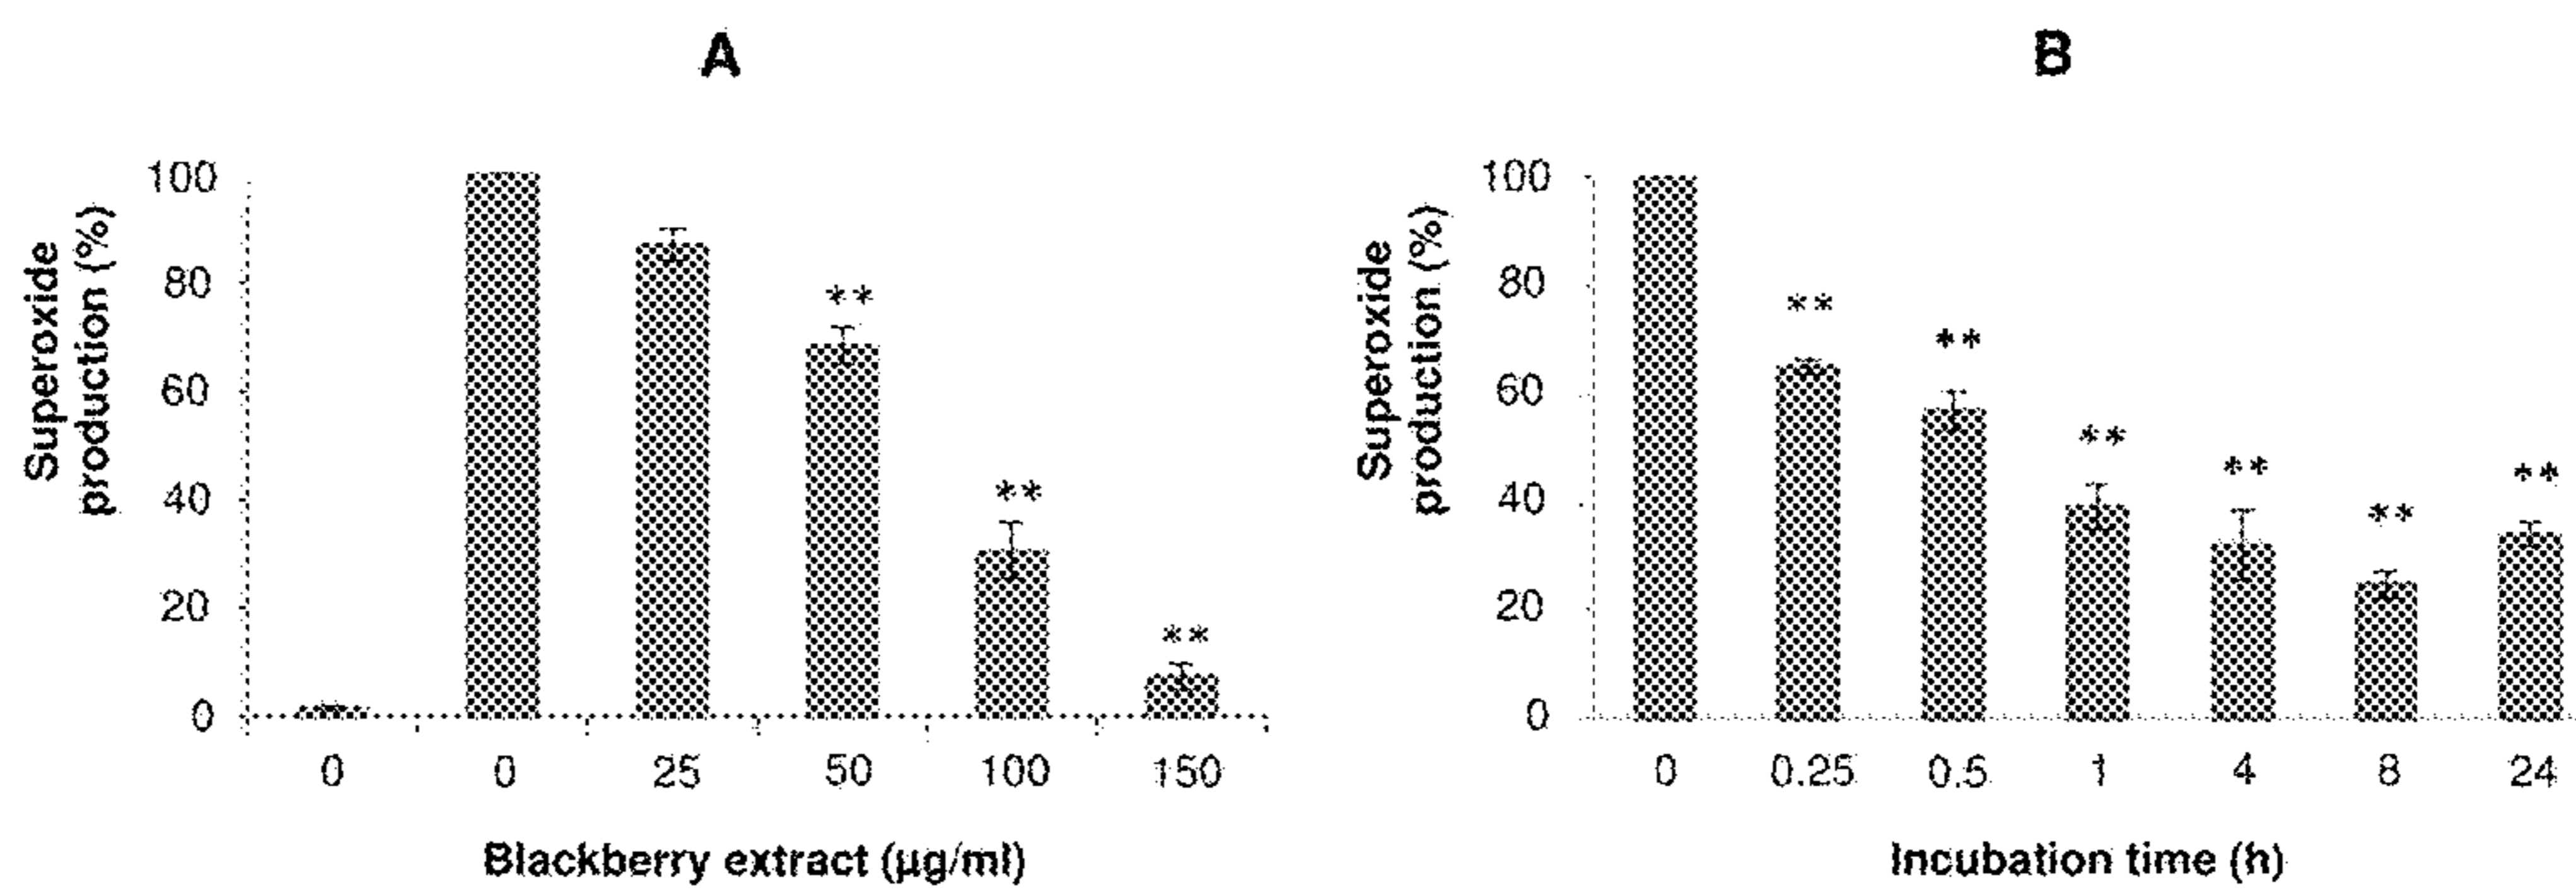 A
Superoxide
production (%)
100
80
60
40
20
0
**
**
**
0 0 25 50 100 150
Blackberry extract (µg/ml)
B
Superoxide
production (%)
100
80
60
40
20
0
**
**
**
**
**
**
0 0.25 0.5 1 4 8 24
Incubation time (h)